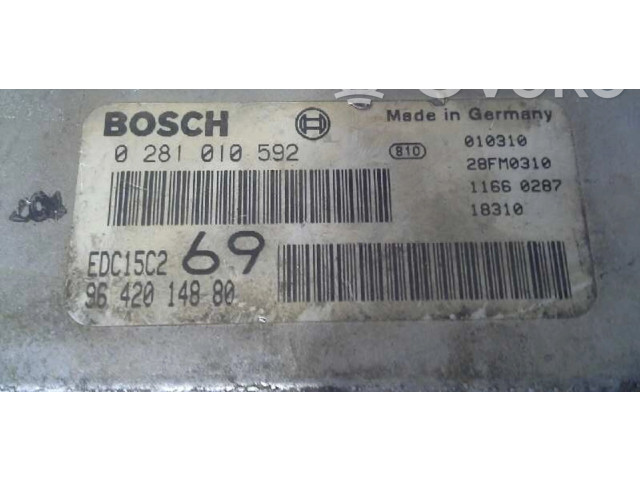 BOSCH
Made in Germany
0 281 010 592
810
010310
28FM0310
1166 0287
18310
EDC15C2 69
96 420 148 80